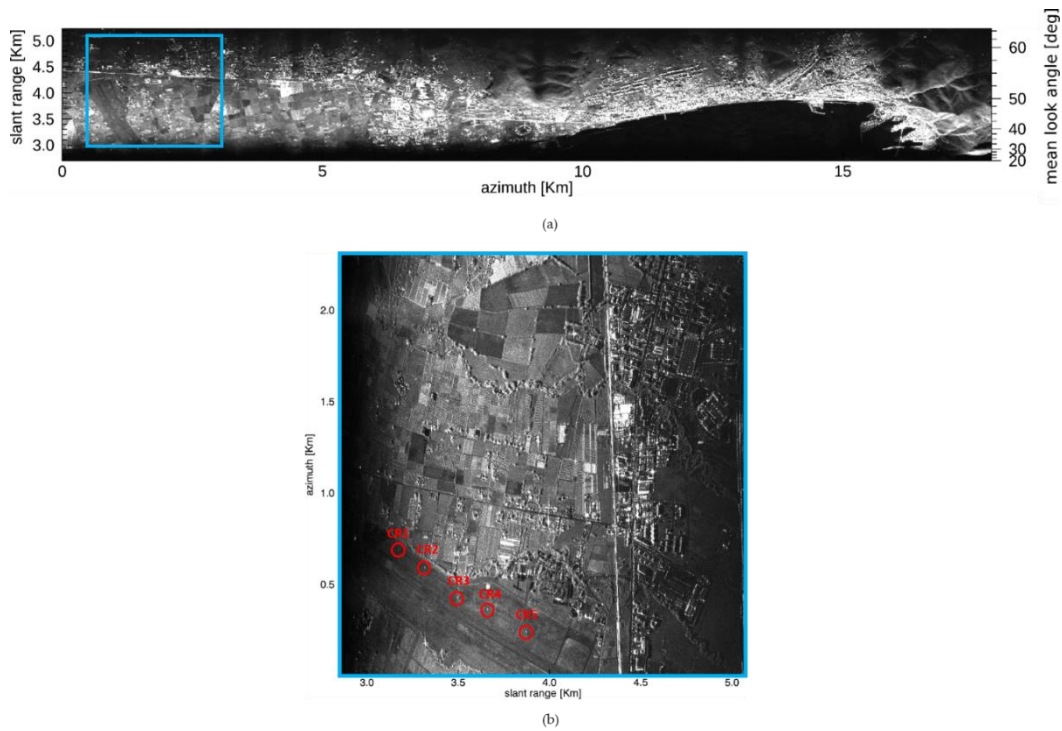 5.0
4.5
4.0
3.5
3.0
slant range [Km]
60
50
40
30
20
mean look angle [deg]
0 5 10 15
azimuth [Km]
(a)
2.0
1.5
1.0
0.5
azimuth [Km]
CR1
CR2
CR3
CR4
CR5
3.0 3.5 4.0 4.5 5.0
slant range [Km]
(b)